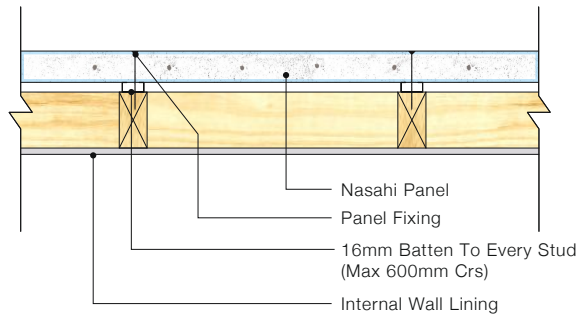 Nasahi Panel
Panel Fixing
16mm Batten To Every Stud
(Max 600mm Crs)
Internal Wall Lining